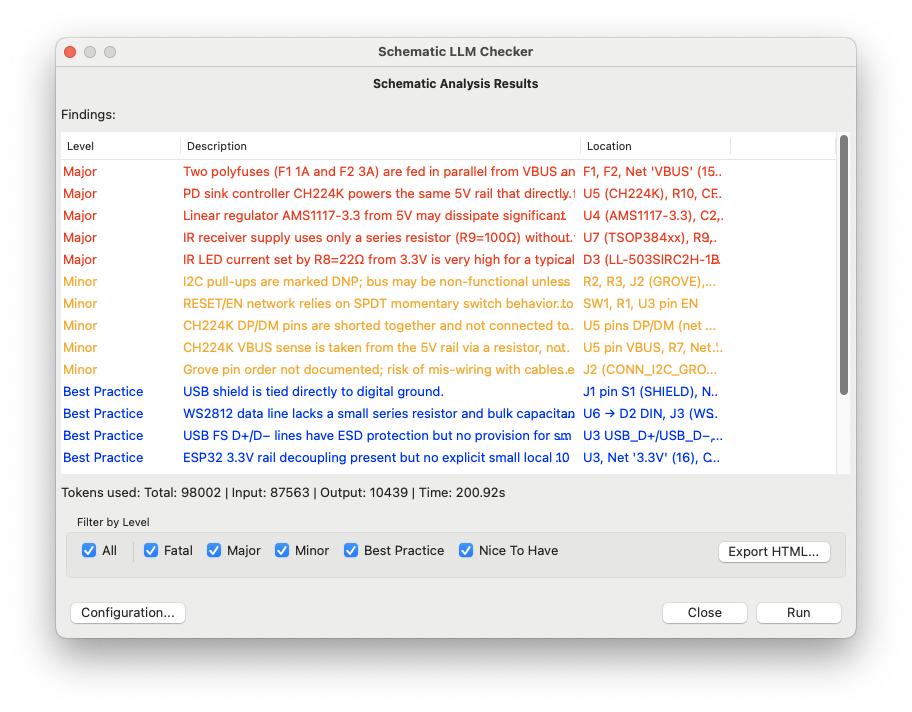 Schematic LLM Checker
Schematic Analysis Results
Findings:
Level Description Location
Major Two polyfuses (F1 1A and F2 3A) are fed in parallel from VBUS an F1, F2, Net 'VBUS' (15..
Major PD sink controller CH224K powers the same 5V rail that directly... U5 (CH224K), R10, CF..
Major Linear regulator AMS1117-3.3 from 5V may dissipate significant.. U4 (AMS1117-3.3), C2,..
Major IR receiver supply uses only a series resistor (R9=100Ω) without.. U7 (TSOP384xx), R9,..
Major IR LED current set by R8=22Ω from 3.3V is very high for a typical D3 (LL-503SIRC2H-1B
Minor I2C pull-ups are marked DNP; bus may be non-functional unless R2, R3, J2 (GROVE),...
Minor RESET/EN network relies on SPDT momentary switch behavior..to SW1, R1, U3 pin EN
Minor CH224K DP/DM pins are shorted together and not connected to.. U5 pins DP/DM (net ...
Minor CH224K VBUS sense is taken from the 5V rail via a resistor, not.. U5 pin VBUS, R7, Net..
Minor Grove pin order not documented; risk of mis-wiring with cables..e J2 (CONN_I2C_GRO...
Best Practice USB shield is tied directly to digital ground. J1 pin S1 (SHIELD), N..
Best Practice WS2812 data line lacks a small series resistor and bulk capacitan U6 → D2 DIN, J3 (WS..
Best Practice USB FS D+/D− lines have ESD protection but no provision for sm U3 USB_D+/USB_D−,...
Best Practice ESP32 3.3V rail decoupling present but no explicit small local 10 U3, Net '3.3V' (16), C...
Tokens used: Total: 98002 | Input: 87563 | Output: 10439 | Time: 200.92s
Filter by Level
All Fatal Major Minor Best Practice Nice To Have Export HTML...
Configuration... Close Run